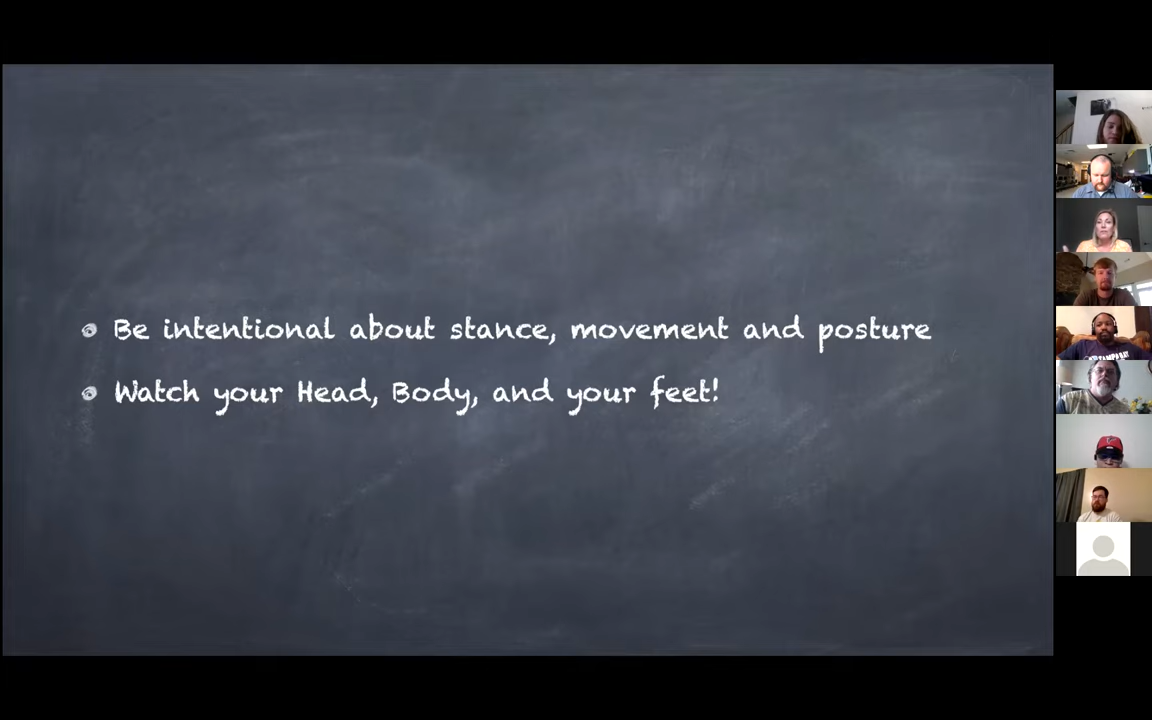 Be intentional about stance, movement and posture
Watch your Head, Body, and your feet!